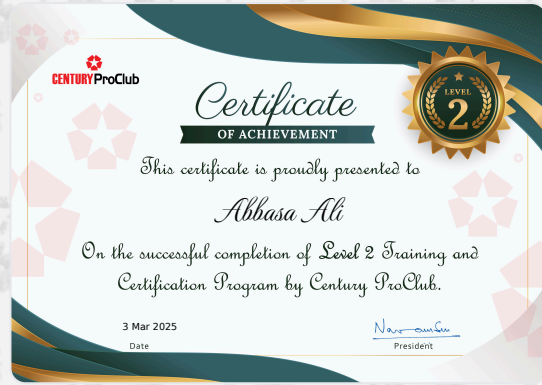 CENTURY ProClub
LEVEL
2
Certificate
OF ACHIEVEMENT
This certificate is proudly presented to
Abbasa Ali
On the successful completion of Level 2 Training and
Certification Program by Century ProClub.
3 Mar 2025
Date
President